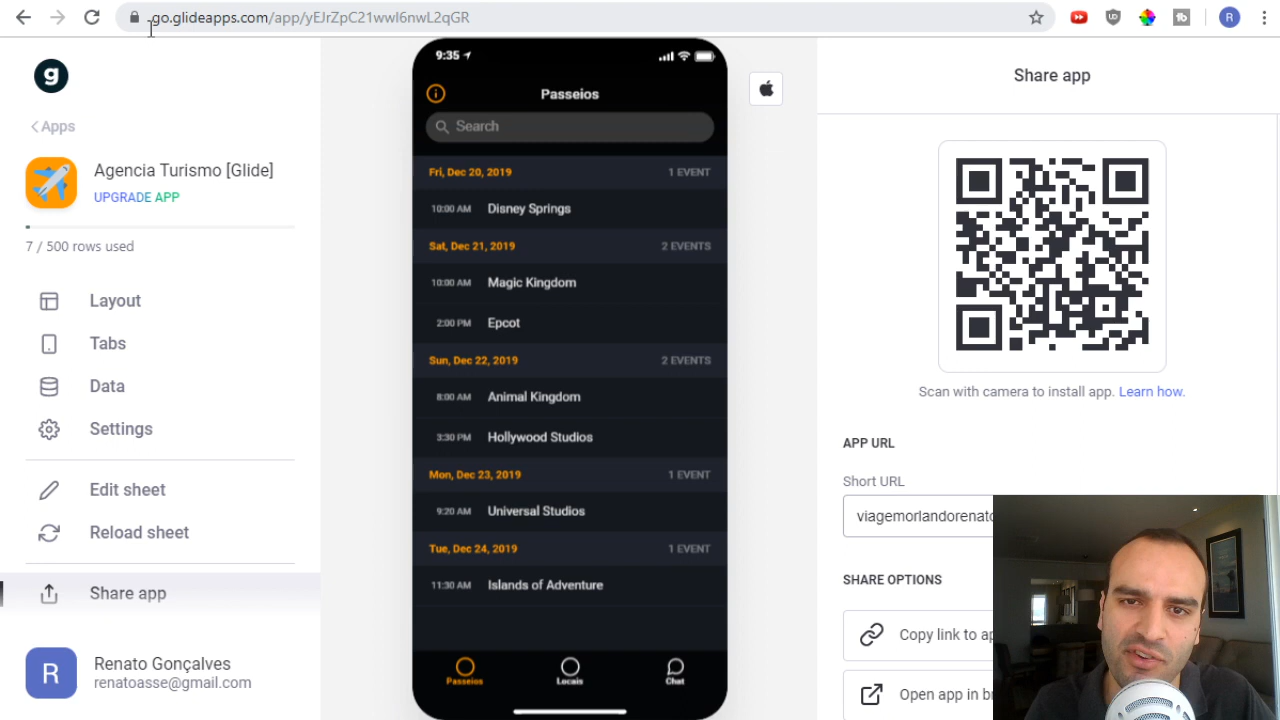 go.glideapps.com/app/yEJrZpC21wwI6nwL2qGR
R
g
Apps
Agencia Turismo [Glide]
UPGRADE APP
7 / 500 rows used
Layout
Tabs
Data
Settings
Edit sheet
Reload sheet
Share app
R
Renato Gonçalves
renatoasse@gmail.com
9:35
Passeios
Search
Fri, Dec 20, 2019 1 EVENT
10:00 AM Disney Springs
Sat, Dec 21, 2019 2 EVENTS
10:00 AM Magic Kingdom
2:00 PM Epcot
Sun, Dec 22, 2019 2 EVENTS
8:00 AM Animal Kingdom
3:30 PM Hollywood Studios
Mon, Dec 23, 2019 1 EVENT
9:20 AM Universal Studios
Tue, Dec 24, 2019 1 EVENT
11:30 AM Islands of Adventure
Passeios Locais Chat
Share app
Scan with camera to install app. Learn how.
APP URL
Short URL
viagemorlandorenato
SHARE OPTIONS
Copy link to ap
Open app in br